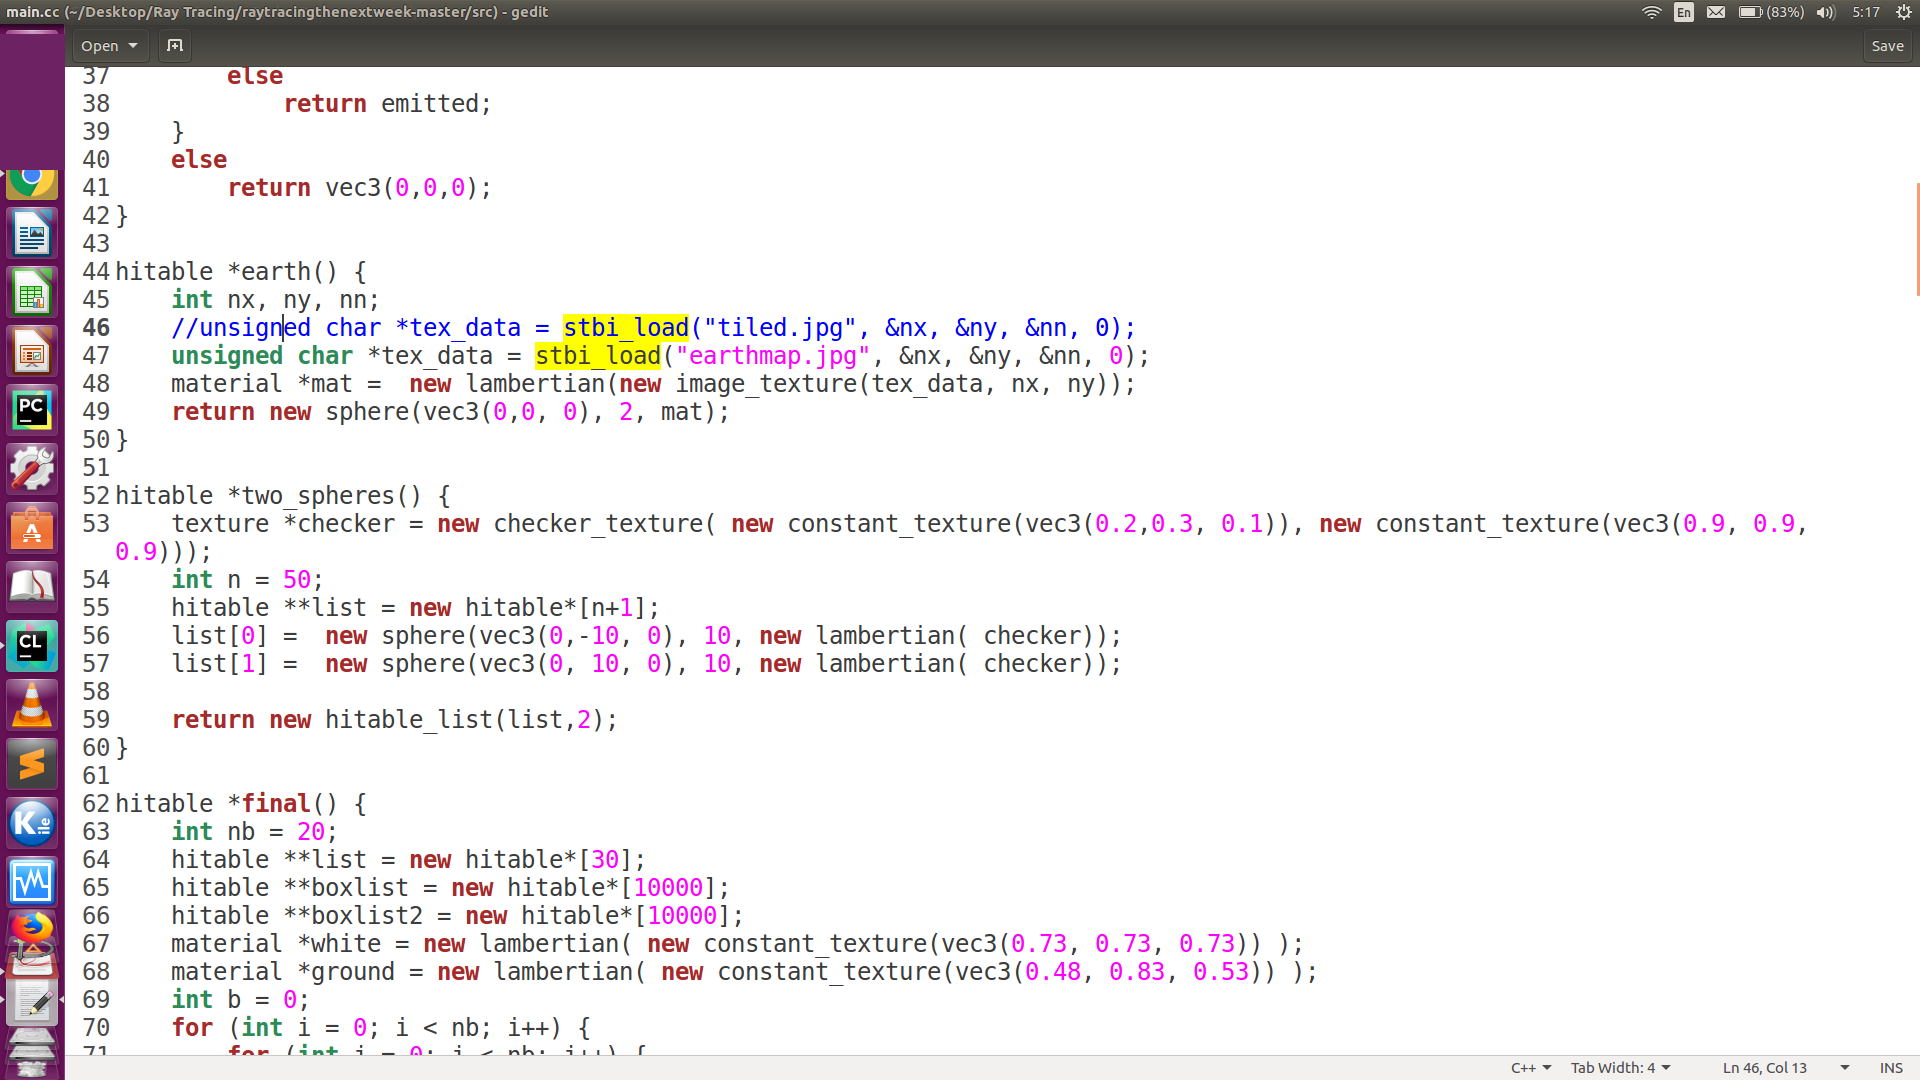 main.cc (~/Desktop/Ray Tracing/raytracingthenextweek-master/src) - gedit
En (83%) 5:17
Open Save
37 else
38 return emitted;
39 }
40 else
41 return vec3(0,0,0);
42 }
43
44 hitable *earth() {
45 int nx, ny, nn;
46 //unsigned char *tex_data = stbi_load("tiled.jpg", &nx, &ny, &nn, 0);
47 unsigned char *tex_data = stbi_load("earthmap.jpg", &nx, &ny, &nn, 0);
48 material *mat =  new lambertian(new image_texture(tex_data, nx, ny));
49 return new sphere(vec3(0,0, 0), 2, mat);
50 }
51
52 hitable *two_spheres() {
53 texture *checker = new checker_texture( new constant_texture(vec3(0.2,0.3, 0.1)), new constant_texture(vec3(0.9, 0.9,
0.9)));
54 int n = 50;
55 hitable **list = new hitable*[n+1];
56 list[0] =  new sphere(vec3(0,-10, 0), 10, new lambertian( checker));
57 list[1] =  new sphere(vec3(0, 10, 0), 10, new lambertian( checker));
58
59 return new hitable_list(list,2);
60 }
61
62 hitable *final() {
63 int nb = 20;
64 hitable **list = new hitable*[30];
65 hitable **boxlist = new hitable*[10000];
66 hitable **boxlist2 = new hitable*[10000];
67 material *white = new lambertian( new constant_texture(vec3(0.73, 0.73, 0.73)) );
68 material *ground = new lambertian( new constant_texture(vec3(0.48, 0.83, 0.53)) );
69 int b = 0;
70 for (int i = 0; i < nb; i++) {
71 for (int j = 0; j < nb; j++) {
PC
CL
Kile
C++ Tab Width: 4 Ln 46, Col 13 INS